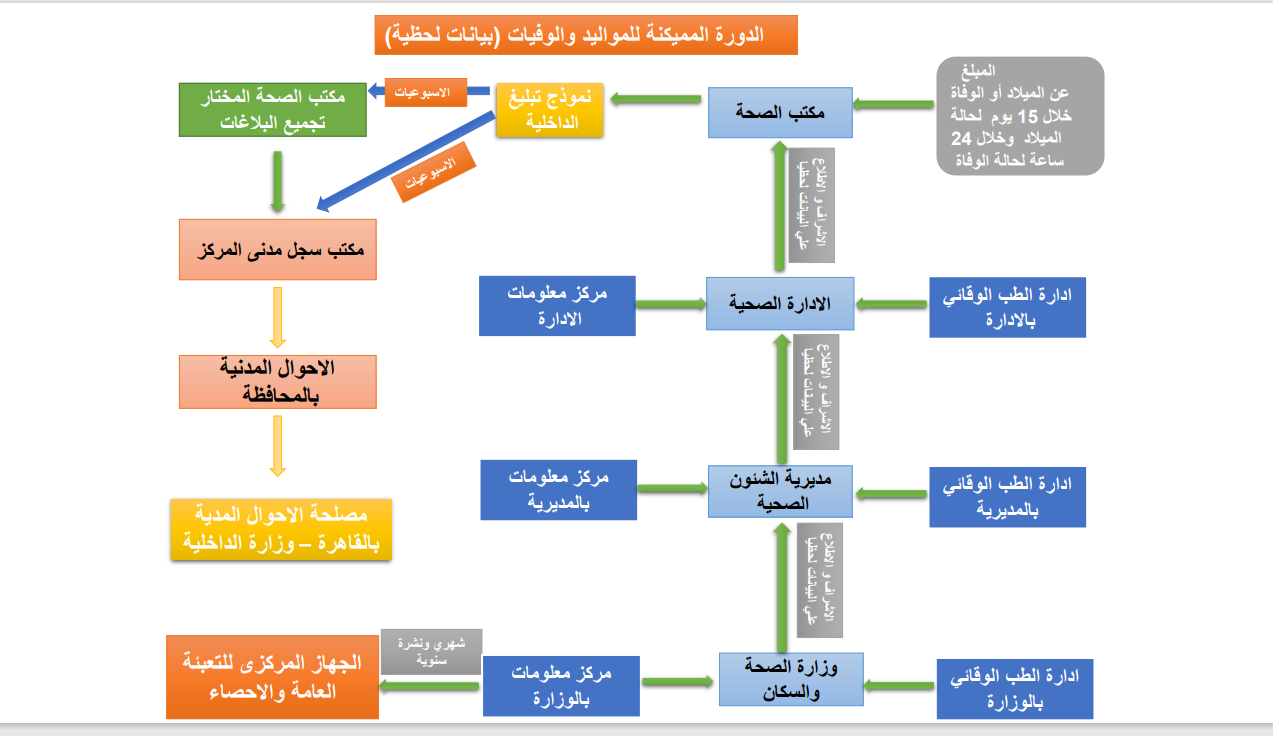 الدورة المميكنة للمواليد والوفيات (بيانات لحظية)
المبلغ
عن الميلاد أو الوفاة
خلال 15 يوم لحالة
الميلاد وخلال 24
ساعة لحالة الوفاة
مكتب الصحة
نموذج تبليغ
الداخلية
الاسبوعيات
مكتب الصحة المختار
تجميع البلاغات
الاسبوعيات
الاشراف و الاطلاع
علي البيانات لحظيا
مكتب سجل مدنى المركز
ادارة الطب الوقائي
بالادارة
الادارة الصحية
مركز معلومات
الادارة
الاشراف و الاطلاع
علي البيانات لحظيا
الاحوال المدنية
بالمحافظة
ادارة الطب الوقائي
بالمديرية
مديرية الشئون
الصحية
مركز معلومات
بالمديرية
مصلحة الاحوال المدية
بالقاهرة – وزارة الداخلية
الاشراف و الاطلاع
علي البيانات لحظيا
ادارة الطب الوقائي
بالوزارة
وزارة الصحة
والسكان
مركز معلومات
بالوزارة
شهري ونشرة
سنوية
الجهاز المركزى للتعبئة
العامة والاحصاء